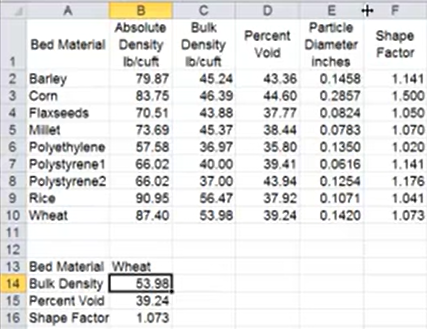 A B C D E F
1 Bed Material Absolute Density lb/cuft Bulk Density lb/cuft Percent Void Particle Diameter inches Shape Factor
2 Barley 79.87 45.24 43.36 0.1458 1.141
3 Corn 83.75 46.39 44.60 0.2857 1.500
4 Flaxseeds 70.51 43.88 37.77 0.0824 1.050
5 Millet 73.69 45.37 38.44 0.0783 1.070
6 Polyethylene 57.58 36.97 35.80 0.1350 1.020
7 Polystyrene1 66.02 40.00 39.41 0.0616 1.141
8 Polystyrene2 66.02 37.00 43.94 0.1254 1.176
9 Rice 90.95 56.47 37.92 0.1071 1.041
10 Wheat 87.40 53.98 39.24 0.1420 1.073
11
12
13 Bed Material Wheat
14 Bulk Density 53.98
15 Percent Void 39.24
16 Shape Factor 1.073